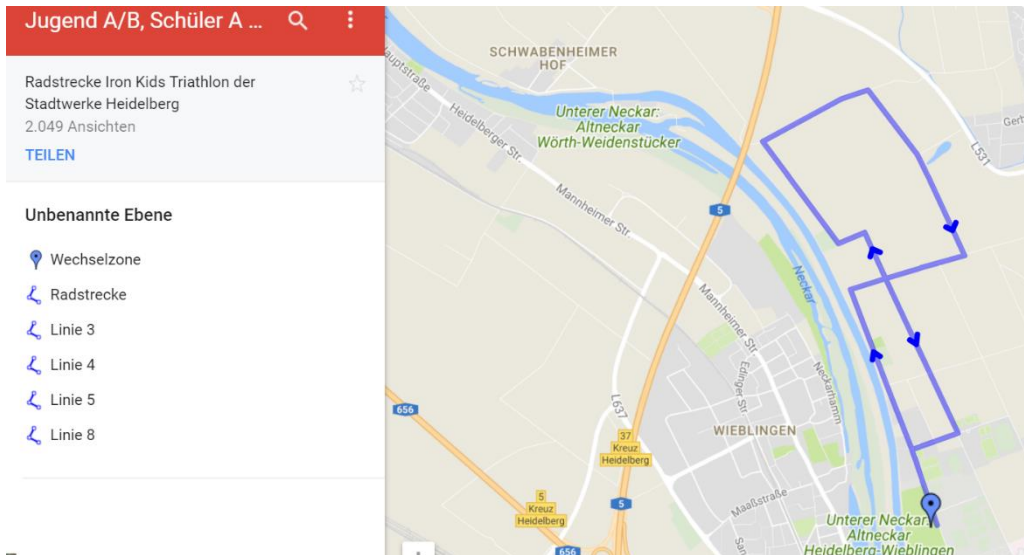 Jugend A/B, Schüler A ...
Radstrecke Iron Kids Triathlon der
Stadtwerke Heidelberg
2.049 Ansichten
TEILEN
Unbenannte Ebene
Wechselzone
Radstrecke
Linie 3
Linie 4
Linie 5
Linie 8
SCHWABENHEIMER
HOF
Hauptstraße
Heidelberger Str.
Unterer Neckar:
Altneckar
Wörth-Weidenstücker
Mannheimer Str.
L531
5
Neckar
Mannheimer Str.
Edinger Str
Neckarhamm
L637
656
WIEBLINGEN
37
Kreuz
Heidelberg
5
Kreuz
Heidelberg
5
Maaßstraße
656
Unterer Neckar
Altneckar
Heidelberg-Wieblingen